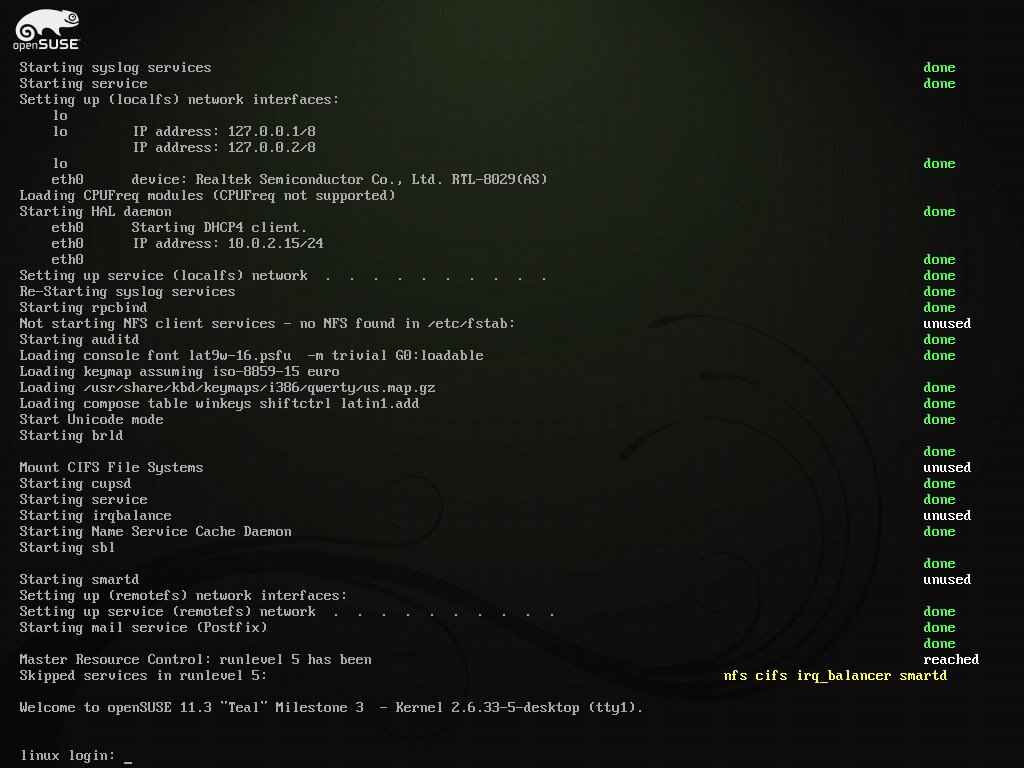 openSUSE
Starting syslog services done
Starting service done
Setting up (localfs) network interfaces:
lo
lo IP address: 127.0.0.1/8
IP address: 127.0.0.2/8
lo done
eth0 device: Realtek Semiconductor Co., Ltd. RTL-8029(AS)
Loading CPUFreq modules (CPUFreq not supported)
Starting HAL daemon done
eth0 Starting DHCP4 client.
eth0 IP address: 10.0.2.15/24
eth0 done
Setting up service (localfs) network . . . . . . . . . . done
Re-Starting syslog services done
Starting rpcbind done
Not starting NFS client services - no NFS found in /etc/fstab: unused
Starting auditd done
Loading console font lat9w-16.psfu -m trivial G0:loadable done
Loading keymap assuming iso-8859-15 euro
Loading /usr/share/kbd/keymaps/i386/qwerty/us.map.gz done
Loading compose table winkeys shiftctrl latin1.add done
Start Unicode mode done
Starting brld
done
Mount CIFS File Systems unused
Starting cupsd done
Starting service done
Starting irqbalance unused
Starting Name Service Cache Daemon done
Starting sbl
done
Starting smartd unused
Setting up (remotefs) network interfaces:
Setting up service (remotefs) network . . . . . . . . . . done
Starting mail service (Postfix) done
done
Master Resource Control: runlevel 5 has been reached
Skipped services in runlevel 5: nfs cifs irq_balancer smartd
Welcome to openSUSE 11.3 "Teal" Milestone 3 - Kernel 2.6.33-5-desktop (tty1).
linux login: _